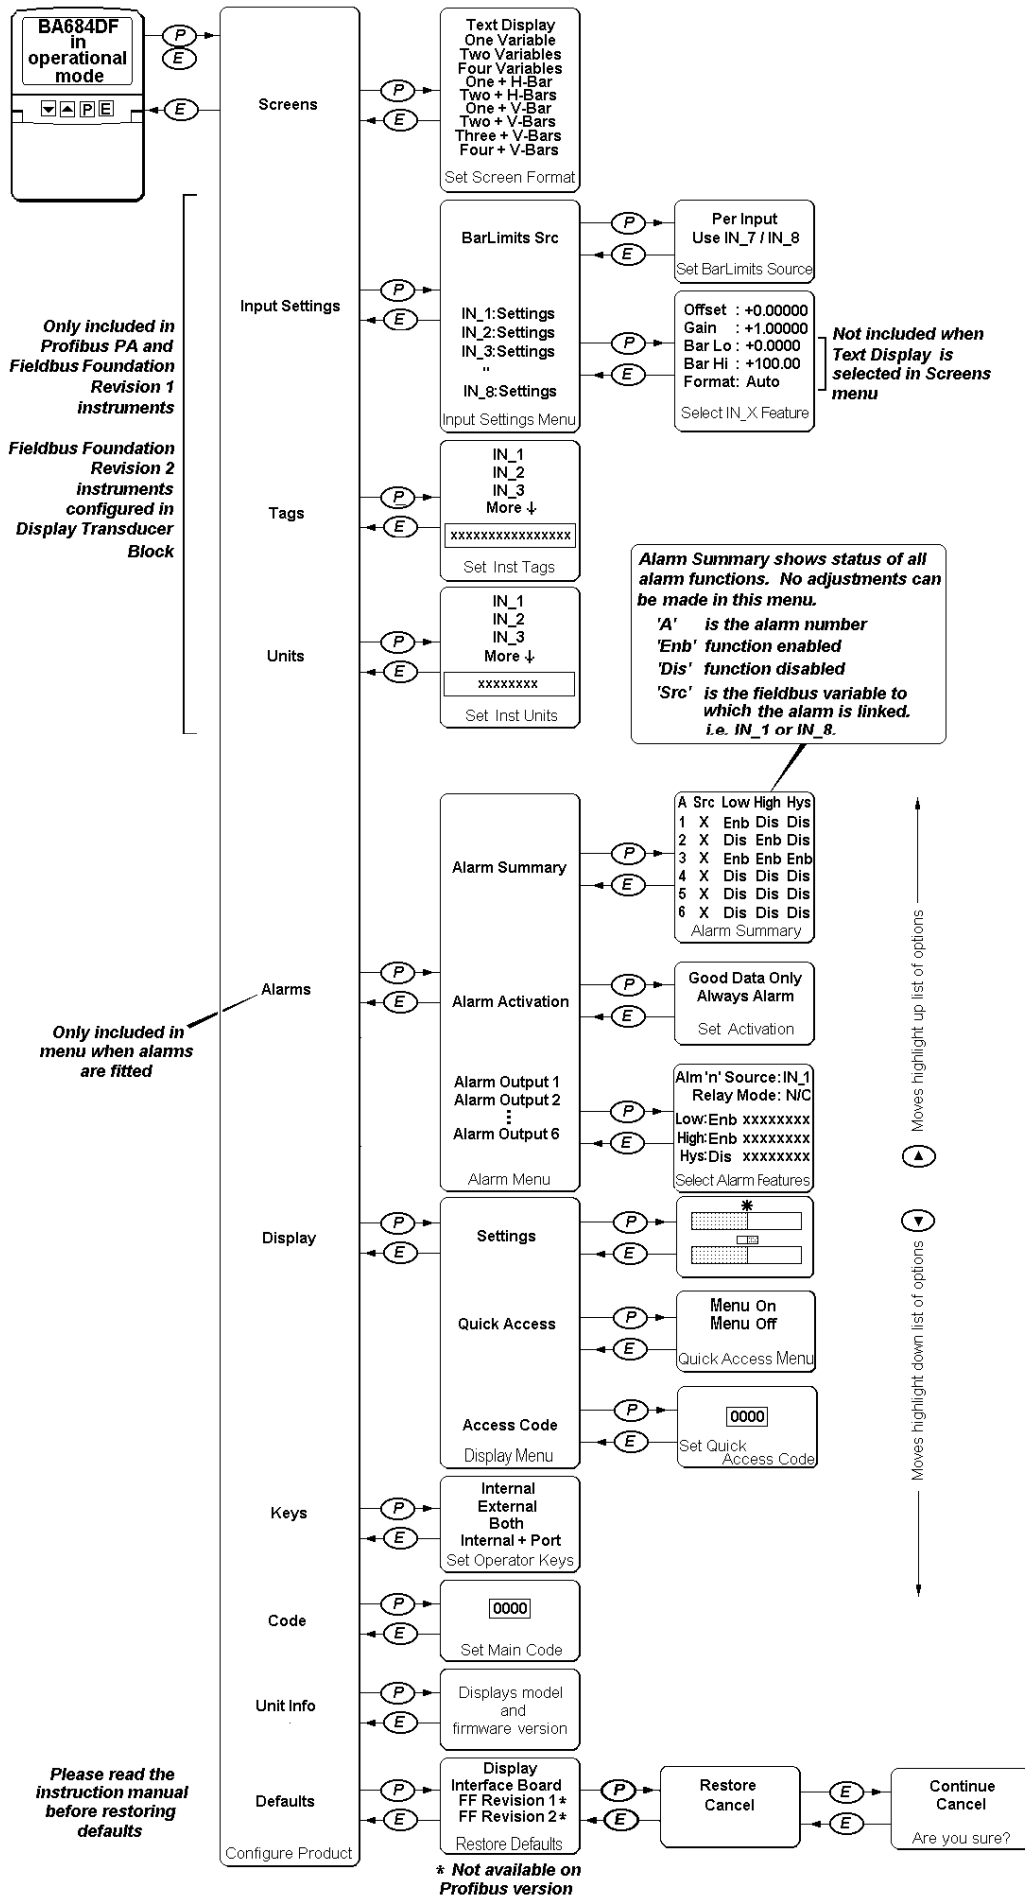 BA684DF
in
operational
mode
P
E
E
P E
Screens
P
E
Text Display
One Variable
Two Variables
Four Variables
One + H-Bar
Two + H-Bars
One + V-Bar
Two + V-Bars
Three + V-Bars
Four + V-Bars
Set Screen Format
Only included in
Profibus PA and
Fieldbus Foundation
Revision 1
instruments
Fieldbus Foundation
Revision 2
instruments
configured in
Display Transducer
Block
Input Settings
P
E
BarLimits Src
IN_1:Settings
IN_2:Settings
IN_3:Settings
"
IN_8:Settings
Input Settings Menu
P
E
Per Input
Use IN_7 / IN_8
Set BarLimits Source
P
E
Offset : +0.00000
Gain : +1.00000
Bar Lo : +0.0000
Bar Hi : +100.00
Format: Auto
Select IN_X Feature
Not included when
Text Display is
selected in Screens
menu
Tags
P
E
IN_1
IN_2
IN_3
More ↓
xxxxxxxxxxxxxxxx
Set Inst Tags
Units
P
E
IN_1
IN_2
IN_3
More ↓
xxxxxxxx
Set Inst Units
Alarm Summary shows status of all
alarm functions. No adjustments can
be made in this menu.
'A' is the alarm number
'Enb' function enabled
'Dis' function disabled
'Src' is the fieldbus variable to
which the alarm is linked.
i.e. IN_1 or IN_8.
Alarms
Only included in
menu when alarms
are fitted
P
E
Alarm Summary
P
E
A Src Low High Hys
1 X Enb Dis Dis
2 X Dis Enb Dis
3 X Enb Enb Enb
4 X Dis Dis Dis
5 X Dis Dis Dis
6 X Dis Dis Dis
Alarm Summary
Alarm Activation
P
E
Good Data Only
Always Alarm
Set Activation
Alarm Output 1
Alarm Output 2
Alarm Output 6
Alarm Menu
P
E
Alm 'n' Source: IN_1
Relay Mode: N/C
Low: Enb xxxxxxxx
High: Enb xxxxxxxx
Hys: Dis xxxxxxxx
Select Alarm Features
Moves highlight up list of options
Moves highlight down list of options
Display
P
E
Settings
P
E
*
Quick Access
P
E
Menu On
Menu Off
Quick Access Menu
Access Code
Display Menu
P
E
0000
Set Quick
Access Code
Keys
P
E
Internal
External
Both
Internal + Port
Set Operator Keys
Code
P
E
0000
Set Main Code
Unit Info
P
E
Displays model
and
firmware version
Please read the
instruction manual
before restoring
defaults
Defaults
Configure Product
P
E
Display
Interface Board
FF Revision 1 *
FF Revision 2 *
Restore Defaults
P
E
Restore
Cancel
E
E
Continue
Cancel
Are you sure?
* Not available on
Profibus version